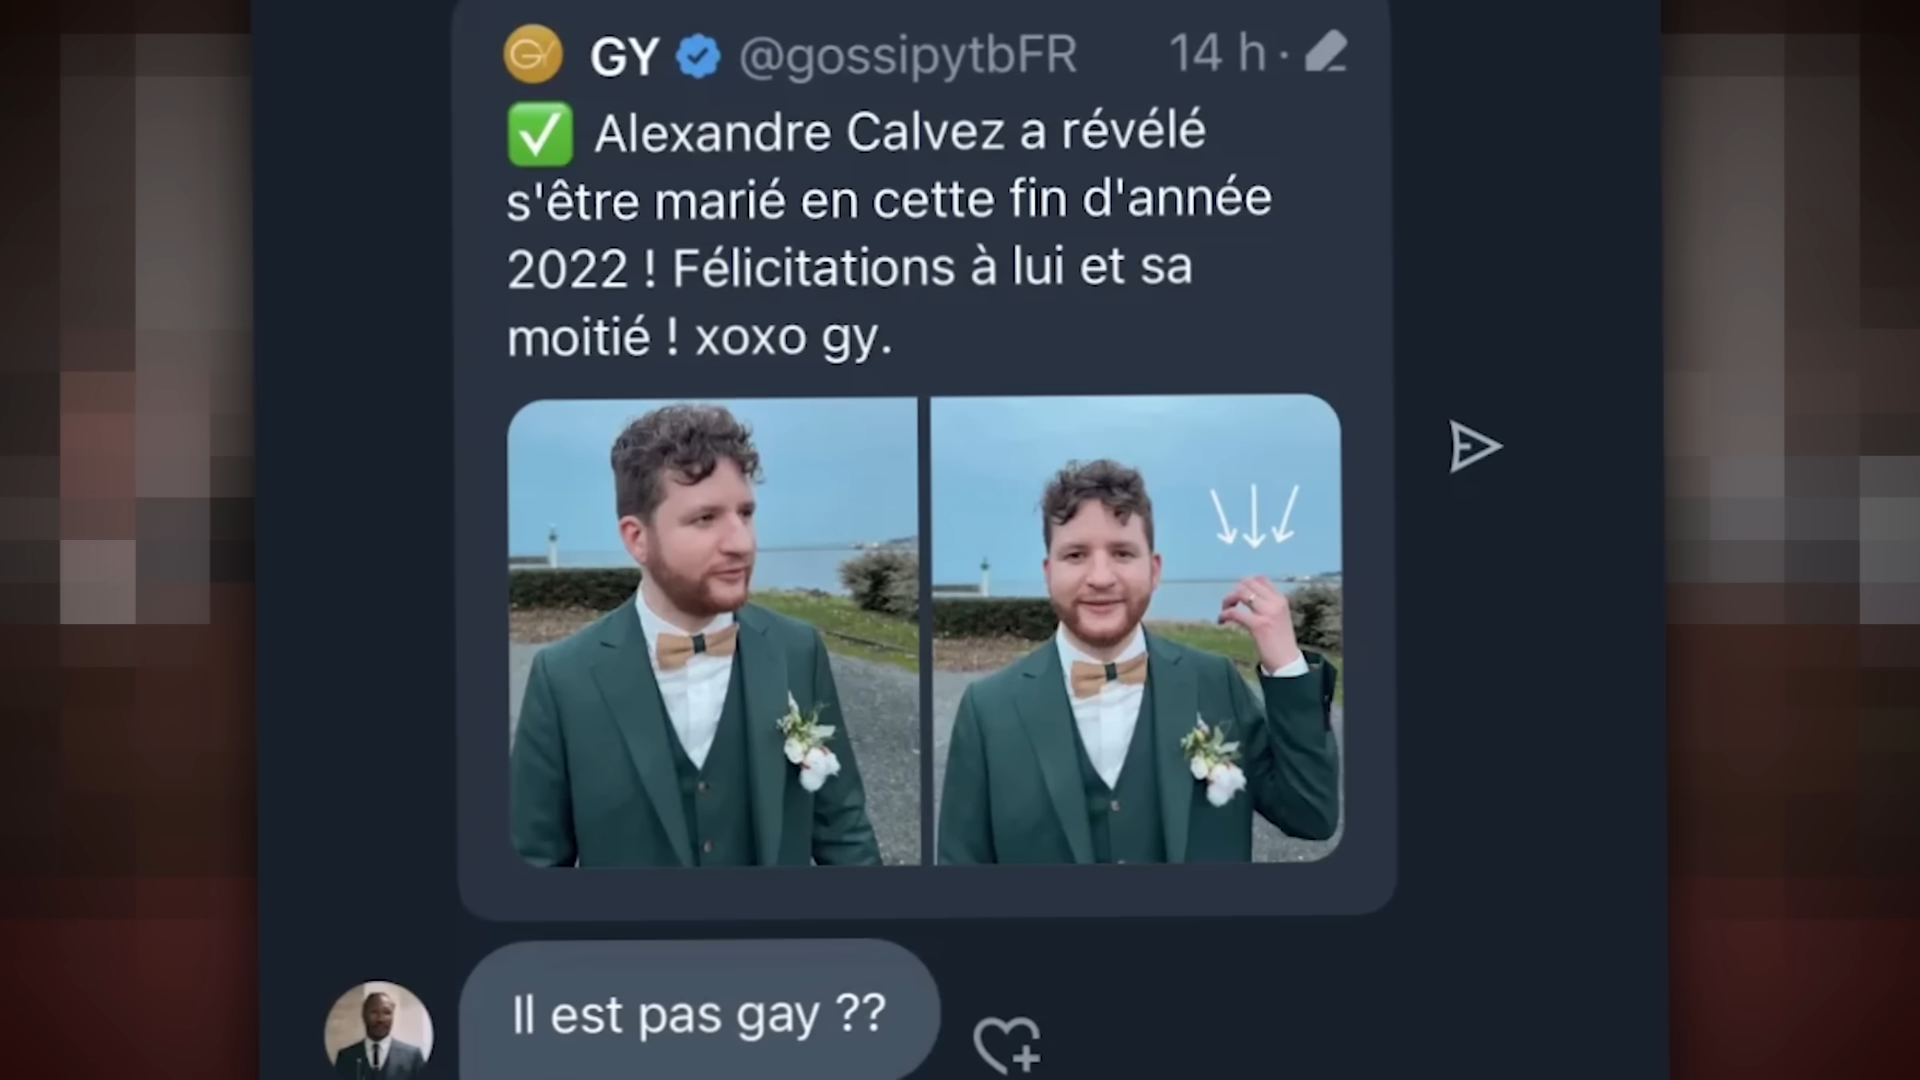 GY @gossipytbFR 14 h ·
✅ Alexandre Calvez a révélé
s'être marié en cette fin d'année
2022 ! Félicitations à lui et sa
moitié ! xoxo gy.
Il est pas gay ??